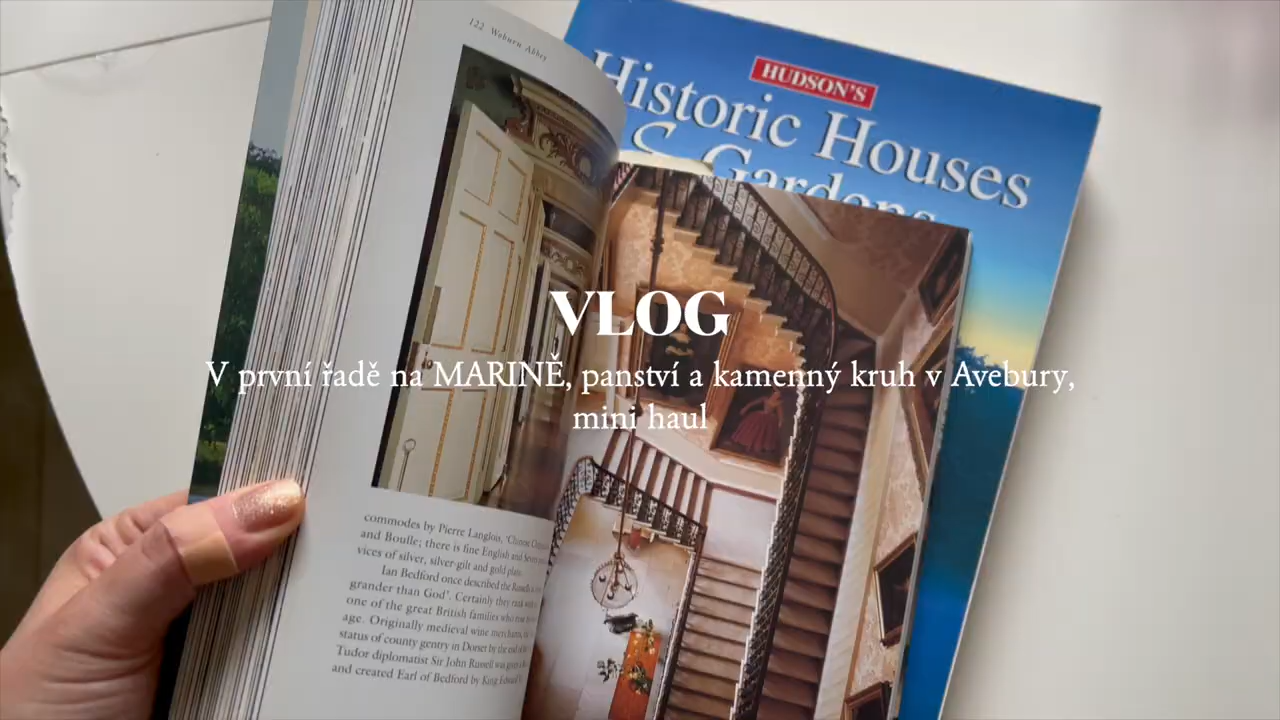 122 Woburn Abbey
HUDSON'S
Historic Houses
& Gardens
VLOG
V první řadě na MARINĚ, panství a kamenný kruh v Avebury,
mini haul
commodes by Pierre Langlois, 'Chinese
and Boulle; there is fine English and
vices of silver, silver-gilt and gold plate.
Ian Bedford once described the Russells
grander than God'. Certainly they rank
one of the great British families who rose
age. Originally medieval wine merchants,
status of county gentry in Dorset by the end
Tudor diplomatist Sir John Russell was
and created Earl of Bedford by King Edward